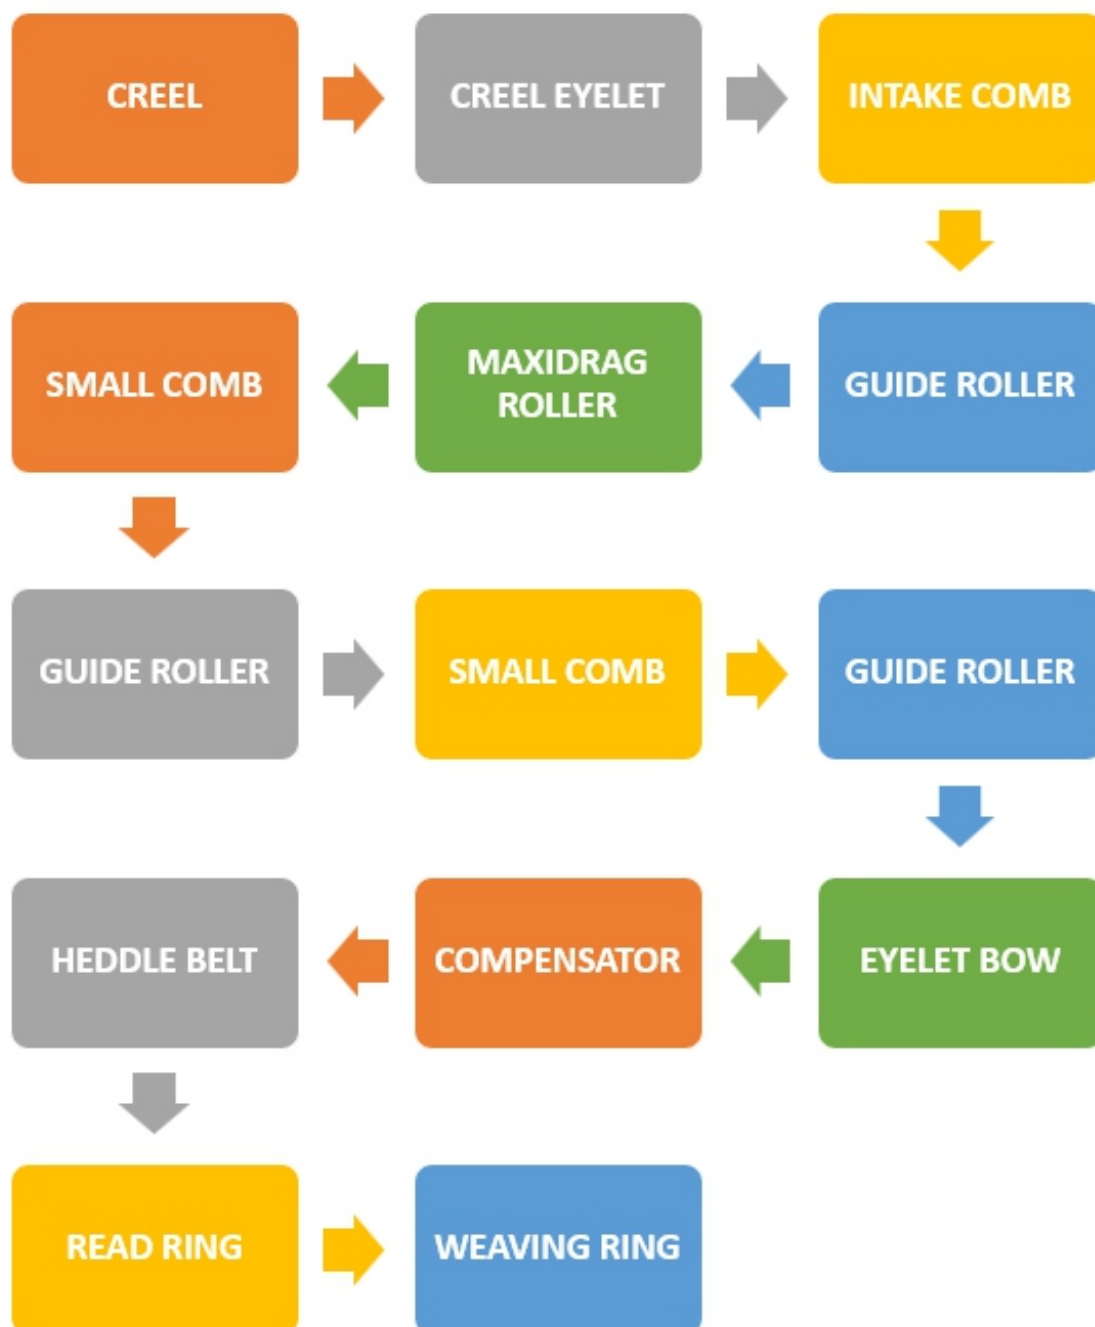 CREEL
CREEL EYELET
INTAKE COMB
GUIDE ROLLER
MAXIDRAG
ROLLER
SMALL COMB
GUIDE ROLLER
SMALL COMB
GUIDE ROLLER
EYELET BOW
COMPENSATOR
HEDDLE BELT
READ RING
WEAVING RING